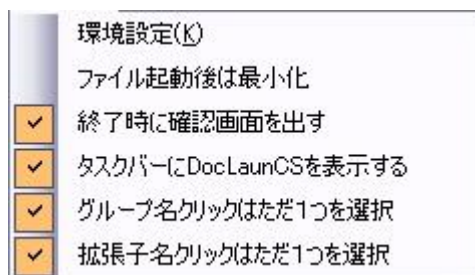 環境設定(K)
ファイル起動後は最小化
終了時に確認画面を出す
タスクバーにDocLaunCSを表示する
グループ名クリックはただ1つを選択
拡張子名クリックはただ1つを選択